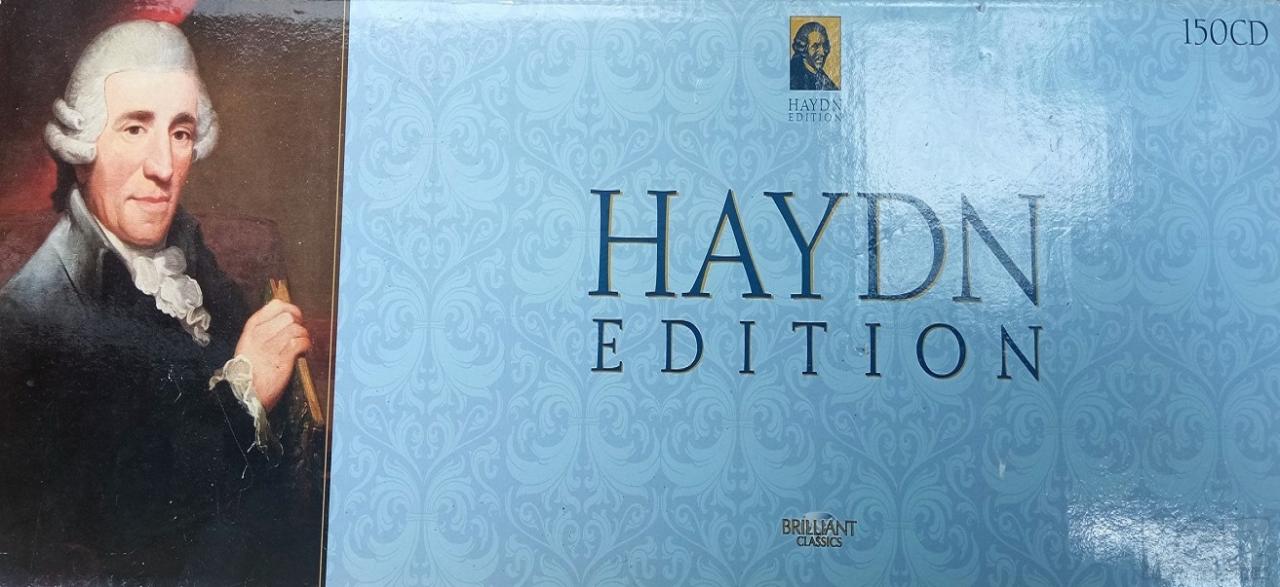 150CD
HAYDN
EDITION
HAYDN
EDITION
BRILLIANT
CLASSICS